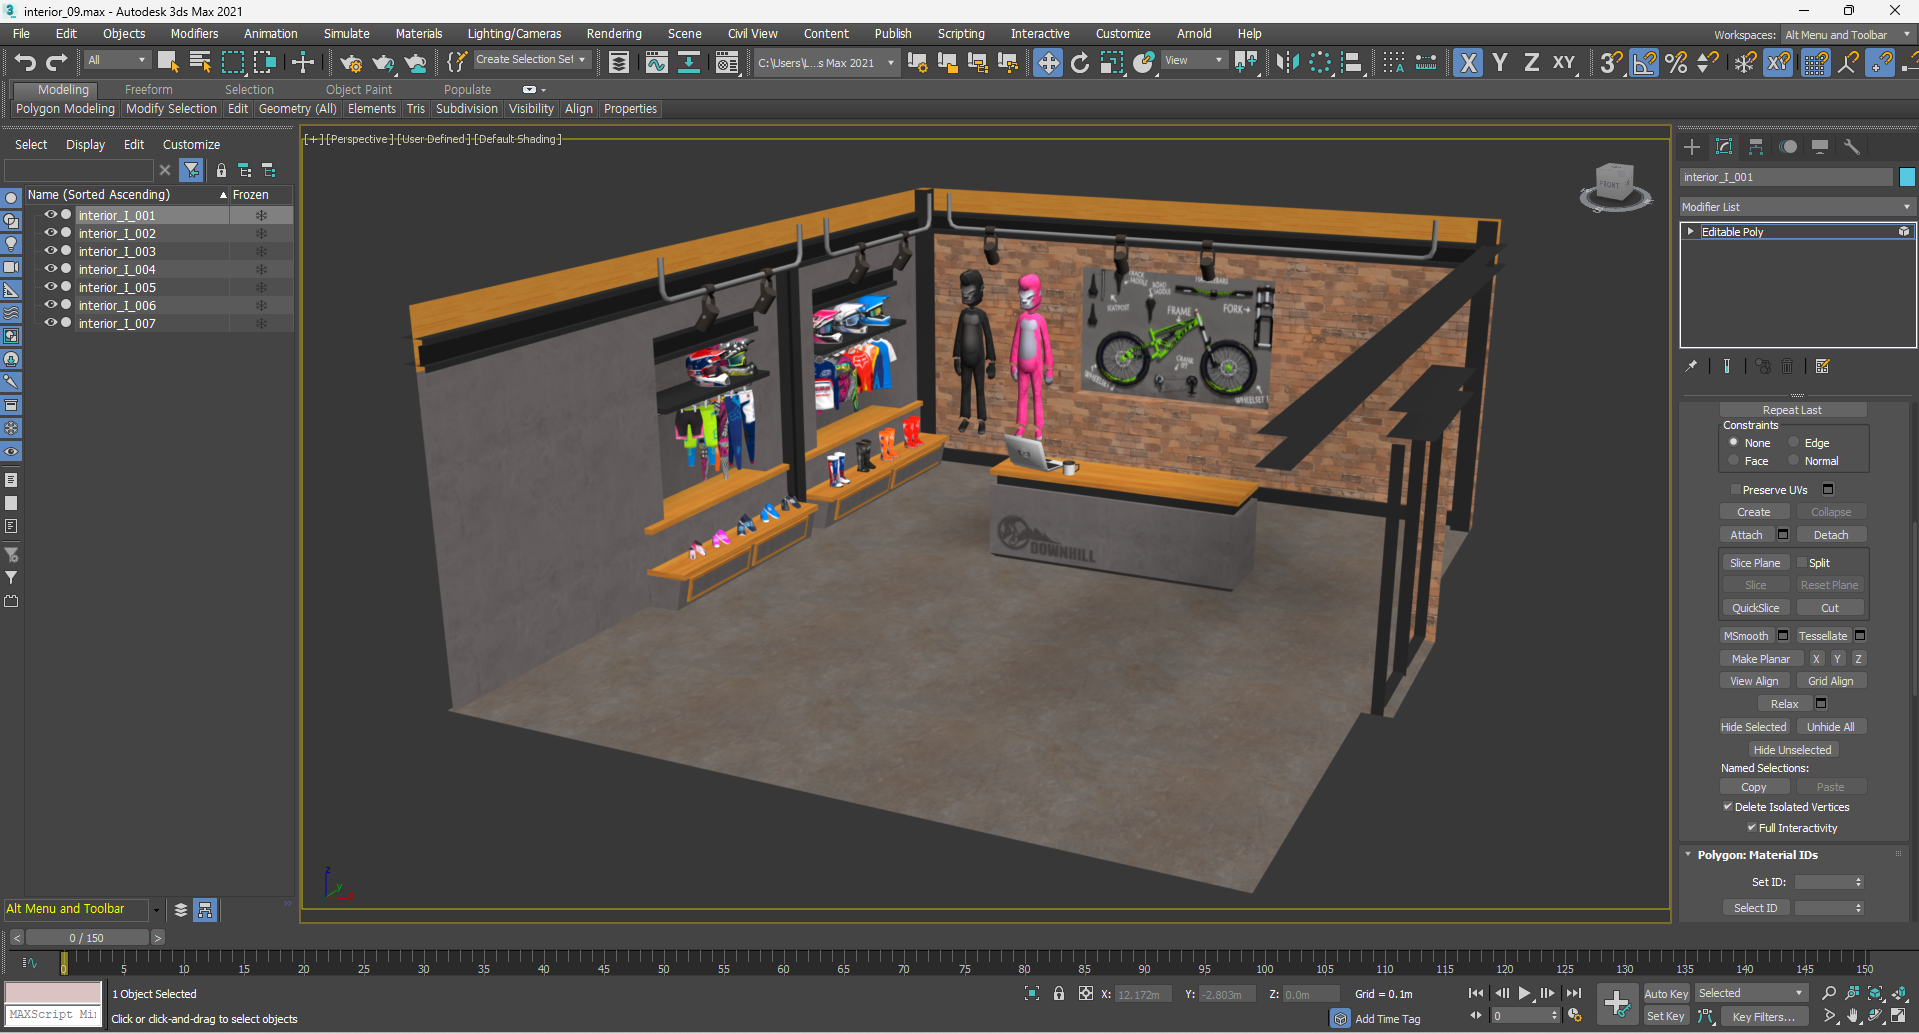 interior_09.max - Autodesk 3ds Max 2021
File Edit Objects Modifiers Animation Simulate Materials Lighting/Cameras Rendering Scene Civil View Content Publish Scripting Interactive Customize Arnold Help
Workspaces: Alt Menu and Toolbar
All
Create Selection Set
C:\Users\L...s Max 2021
View
X Y Z XY
3
XY
Modeling Freeform Selection Object Paint Populate
Polygon Modeling Modify Selection Edit Geometry (All) Elements Tris Subdivision Visibility Align Properties
Select Display Edit Customize
Name (Sorted Ascending) Frozen
interior_I_001
interior_I_002
interior_I_003
interior_I_004
interior_I_005
interior_I_006
interior_I_007
[+] [Perspective] [User Defined] [Default Shading]
FRONT
SEATPOST
ROAD SADDLE
FRAME
FORK
CRANK
WHEELSET
DOWNHILL
z
y
interior_I_001
Modifier List
Editable Poly
Repeat Last
Constraints
None Edge
Face Normal
Preserve UVs
Create Collapse
Attach Detach
Slice Plane Split
Slice Reset Plane
QuickSlice Cut
MSmooth Tessellate
Make Planar X Y Z
View Align Grid Align
Relax
Hide Selected Unhide All
Hide Unselected
Named Selections:
Copy Paste
Delete Isolated Vertices
Full Interactivity
Polygon: Material IDs
Set ID:
Select ID
Alt Menu and Toolbar
< 0 / 150 >
0 5 10 15 20 25 30 35 40 45 50 55 60 65 70 75 80 85 90 95 100 105 110 115 120 125 130 135 140 145 150
1 Object Selected
X: 12.172m Y: -2.803m Z: 0.0m Grid = 0.1m
Auto Key Selected
MAXScript Mi
Click or click-and-drag to select objects
Add Time Tag
0
Set Key Key Filters...